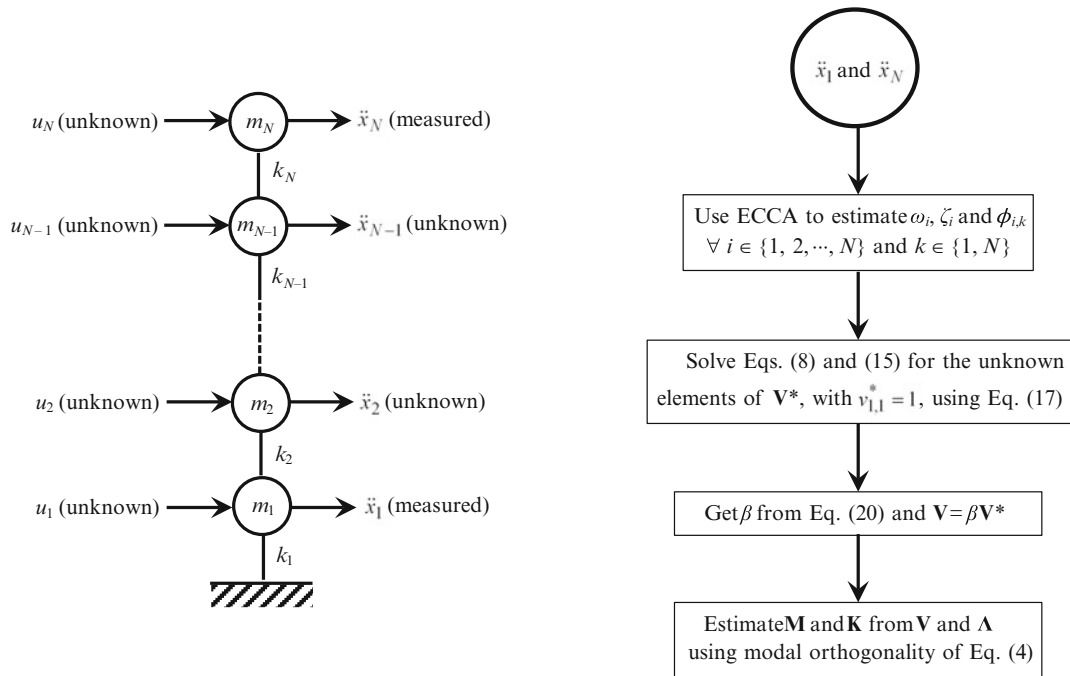 u_N (unknown) m_N ẍ_N (measured)
k_N
u_{N–1} (unknown) m_{N–1} ẍ_{N–1} (unknown)
k_{N–1}
u_2 (unknown) m_2 ẍ_2 (unknown)
k_2
u_1 (unknown) m_1 ẍ_1 (measured)
k_1
ẍ_1 and ẍ_N
Use ECCA to estimate ω_i, ζ_i and ϕ_{i,k}
∀ i ∈ {1, 2,···, N} and k ∈ {1, N}
Solve Eqs. (8) and (15) for the unknown
elements of V*, with v*_{1,1} = 1, using Eq. (17)
Get β from Eq. (20) and V = βV*
Estimate M and K from V and Λ
using modal orthogonality of Eq. (4)